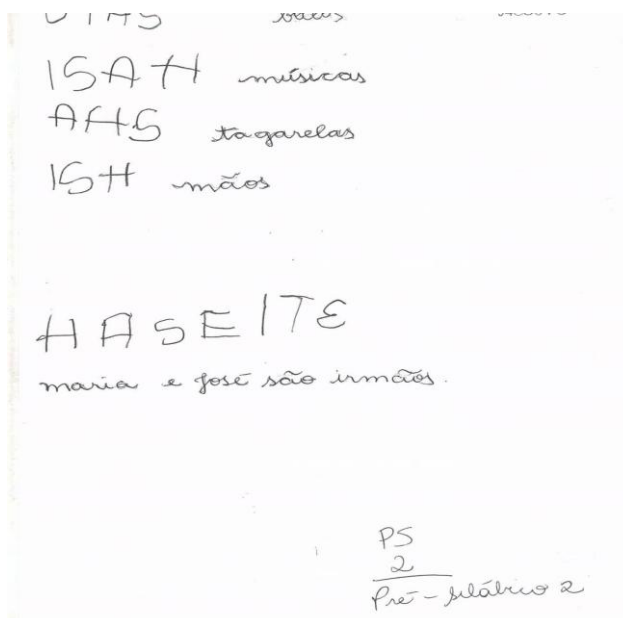 ISAH músicas
AHS tagarelas
ISH mãos
HASEITE
maria e josé são irmãos.
PS
2
Pré-silábico 2